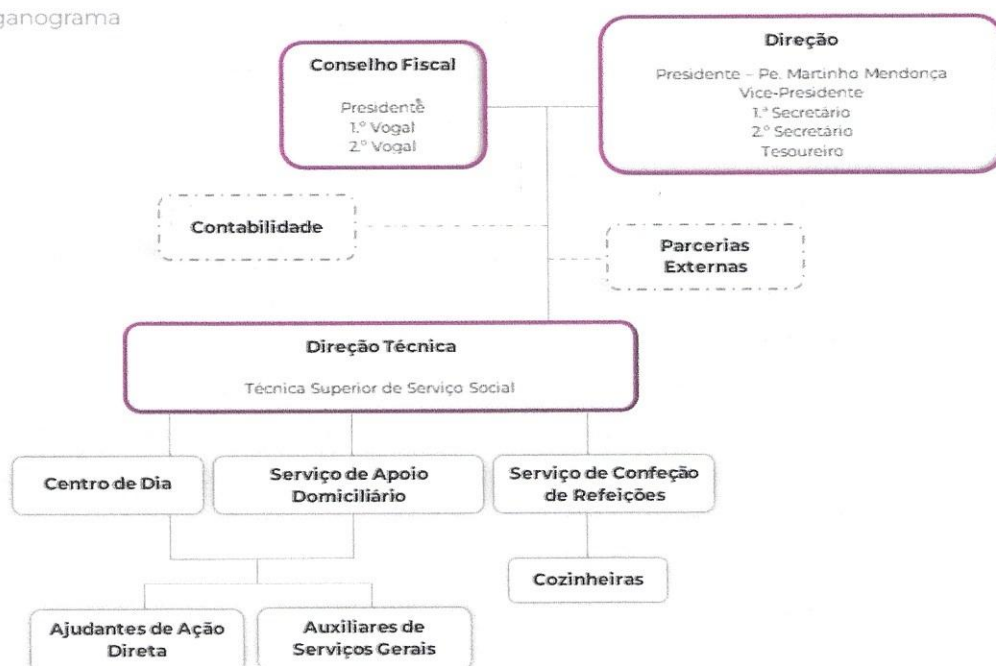 ganograma
Conselho Fiscal
Presidente
1.º Vogal
2.º Vogal
Direção
Presidente – Pe. Martinho Mendonça
Vice-Presidente
1.º Secretário
2.º Secretário
Tesoureiro
Contabilidade
Parcerias
Externas
Direção Técnica
Técnica Superior de Serviço Social
Centro de Dia
Serviço de Apoio
Domiciliário
Serviço de Confeção
de Refeições
Cozinheiras
Ajudantes de Ação
Direta
Auxiliares de
Serviços Gerais